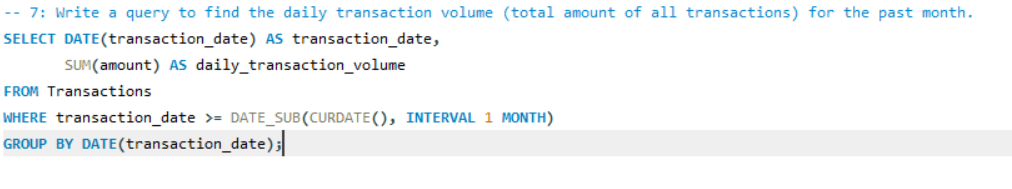 -- 7: Write a query to find the daily transaction volume (total amount of all transactions) for the past month.
SELECT DATE(transaction_date) AS transaction_date,
SUM(amount) AS daily_transaction_volume
FROM Transactions
WHERE transaction_date >= DATE_SUB(CURDATE(), INTERVAL 1 MONTH)
GROUP BY DATE(transaction_date);